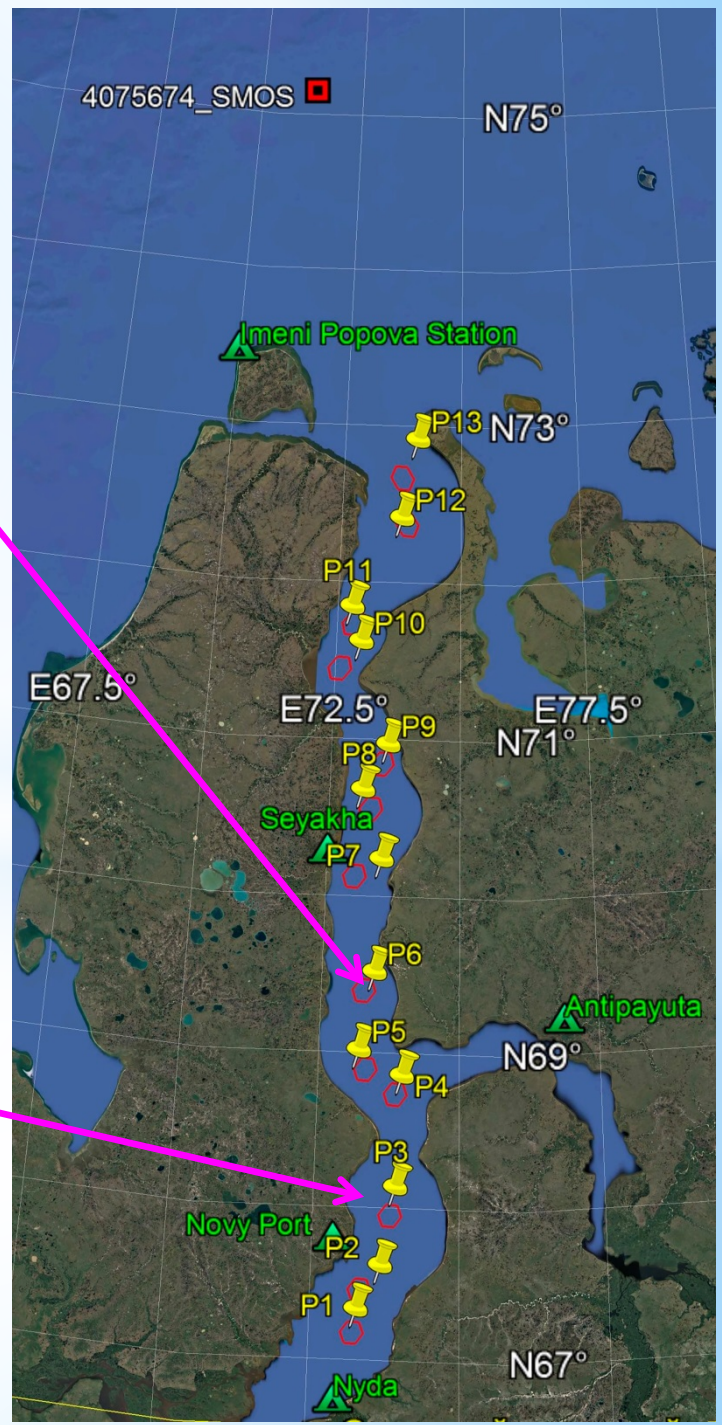 4075674_SMOS
N75°
Imeni Popova Station
P13
N73°
P12
P11
P10
E67.5°
E72.5°
E77.5°
P9
N71°
P8
Seyakha
P7
P6
Antipayuta
P5
N69°
P4
P3
Novy Port
P2
P1
N67°
Nyda